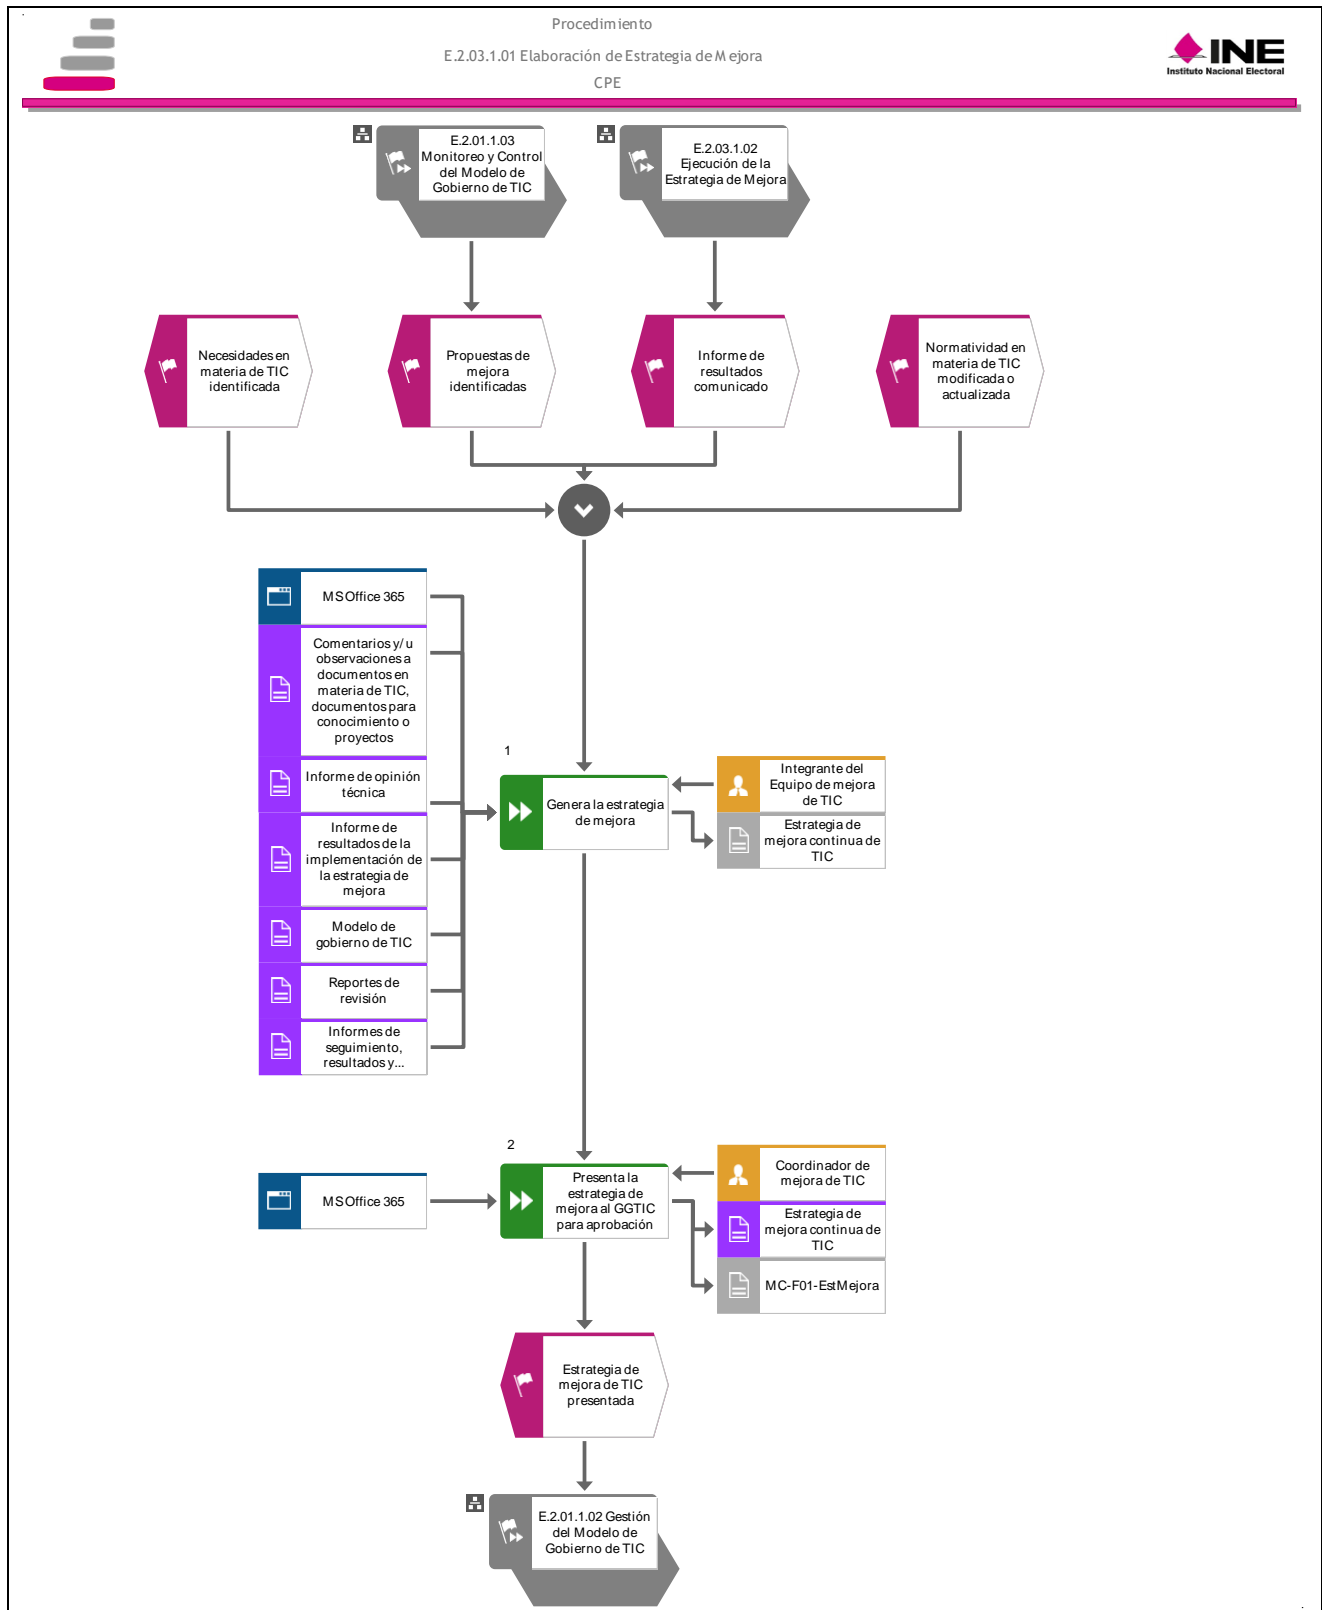 Procedimiento
E.2.03.1.01 Elaboración de Estrategia de Mejora
CPE
INE
Instituto Nacional Electoral
E.2.01.1.03
Monitoreo y Control
del Modelo de
Gobierno de TIC
E.2.03.1.02
Ejecución de la
Estrategia de Mejora
Necesidades en
materia de TIC
identificada
Propuestas de
mejora
identificadas
Informe de
resultados
comunicado
Normatividad en
materia de TIC
modificada o
actualizada
MS Office 365
Comentarios y/ u
observaciones a
documentos en
materia de TIC,
documentos para
conocimiento o
proyectos
Informe de opinión
técnica
Informe de
resultados de la
implementación de
la estrategia de
mejora
Modelo de
gobierno de TIC
Reportes de
revisión
Informes de
seguimiento,
resultados y...
1
Genera la estrategia
de mejora
Integrante del
Equipo de mejora
de TIC
Estrategia de
mejora continua de
TIC
2
MS Office 365
Presenta la
estrategia de
mejora al GGTIC
para aprobación
Coordinador de
mejora de TIC
Estrategia de
mejora continua de
TIC
MC-F01-EstMejora
Estrategia de
mejora de TIC
presentada
E.2.01.1.02 Gestión
del Modelo de
Gobierno de TIC